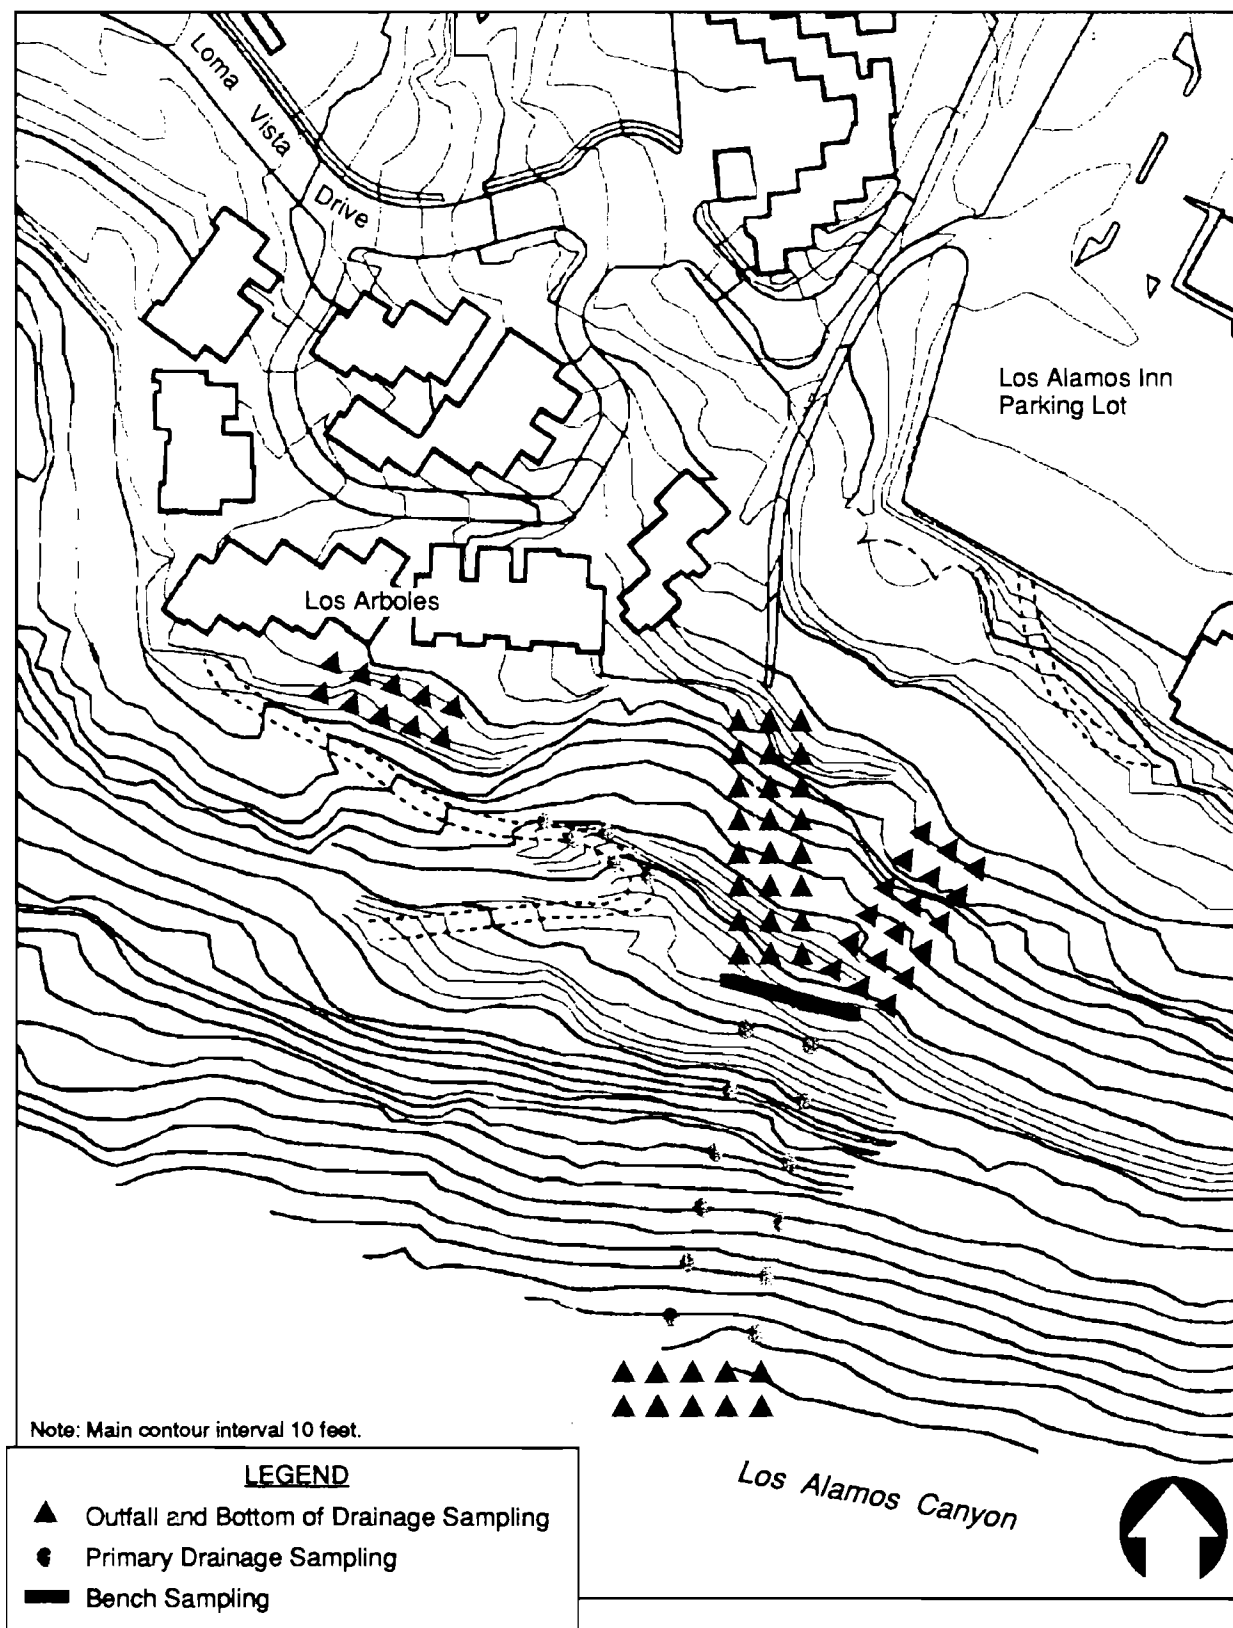 Loma Vista
Drive
Los Alamos Inn
Parking Lot
Los Arboles
Note: Main contour interval 10 feet.
LEGEND
Outfall and Bottom of Drainage Sampling
Primary Drainage Sampling
Bench Sampling
Los Alamos Canyon